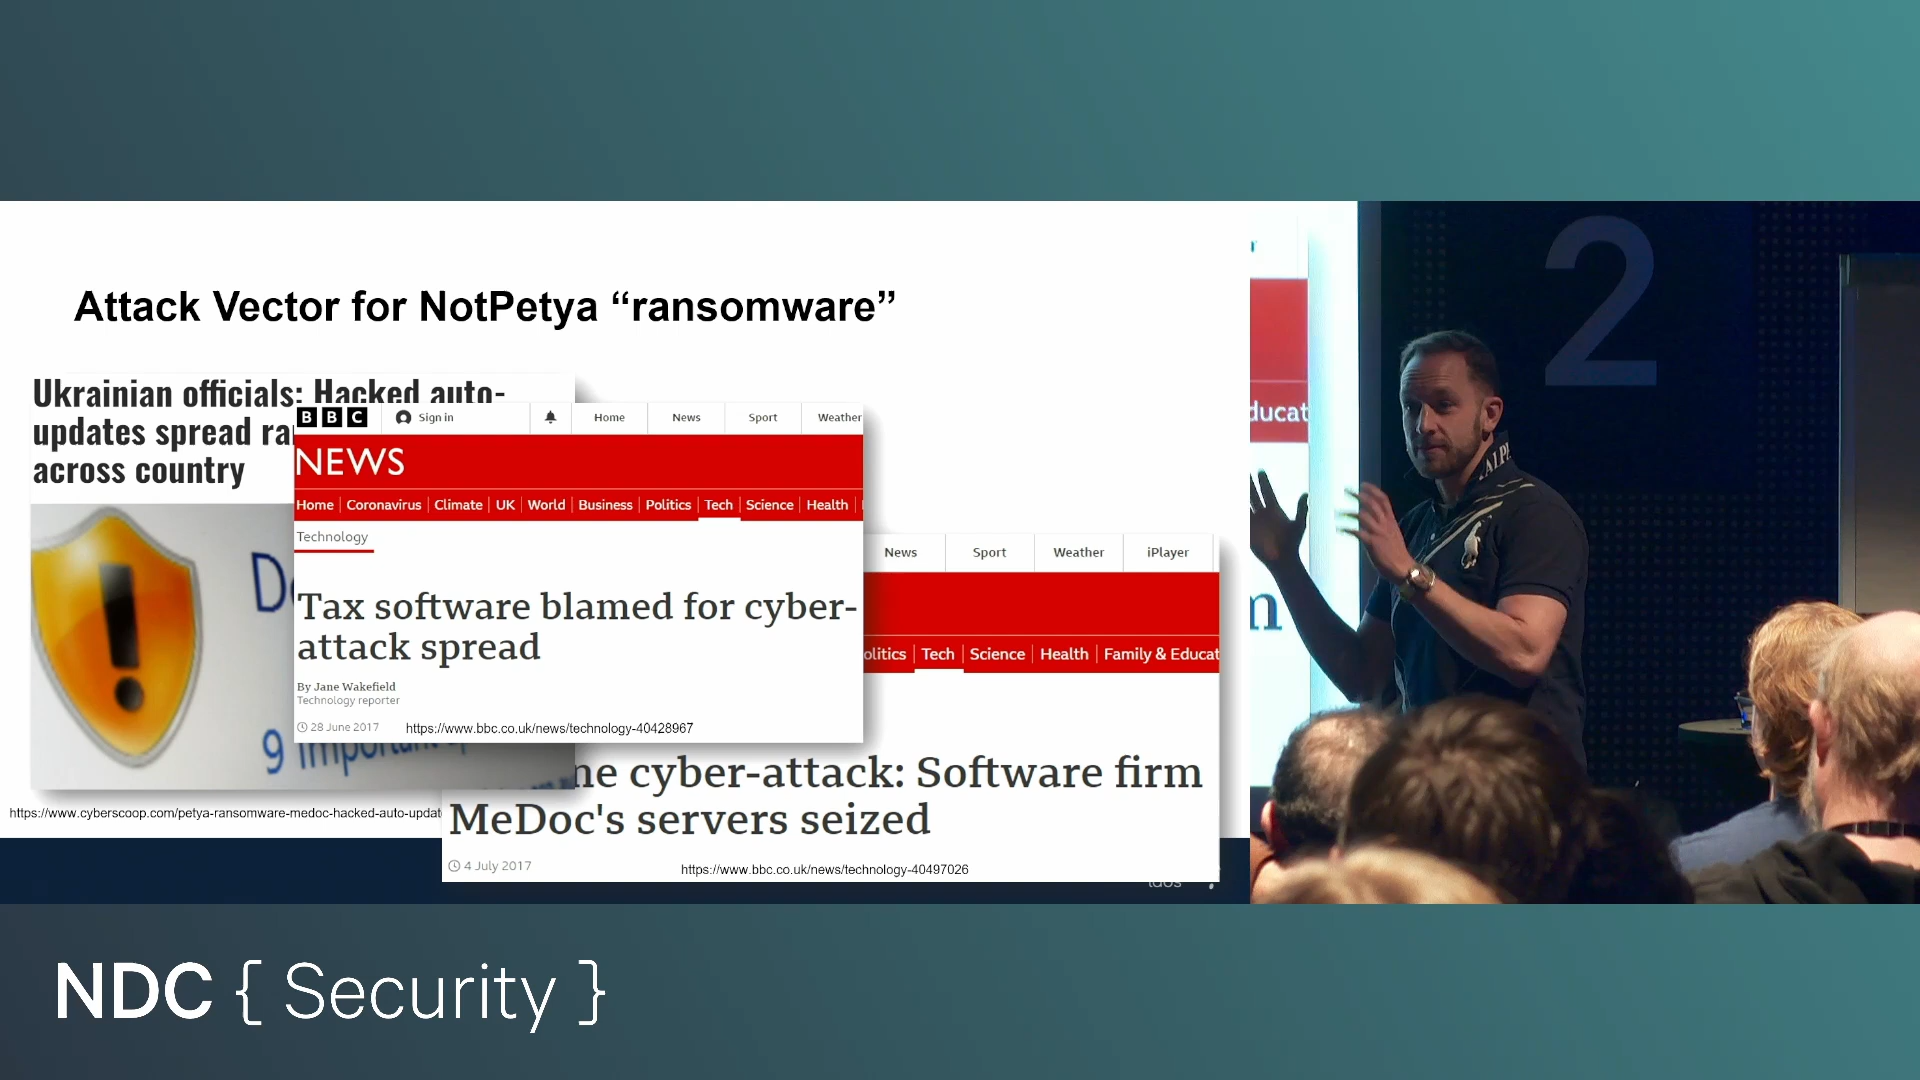 Attack Vector for NotPetya “ransomware”
Ukrainian officials: Hacked auto-
updates spread
across country
9 important
https://www.cyberscoop.com/petya-ransomware-medoc-hacked-auto-updat
BBC
Sign in
Home
News
Sport
Weather
NEWS
Home
Coronavirus
Climate
UK
World
Business
Politics
Tech
Science
Health
Technology
Tax software blamed for cyber-
attack spread
By Jane Wakefield
Technology reporter
28 June 2017
https://www.bbc.co.uk/news/technology-40428967
News
Sport
Weather
iPlayer
olitics
Tech
Science
Health
Family & Educat
ne cyber-attack: Software firm
MeDoc's servers seized
4 July 2017
https://www.bbc.co.uk/news/technology-40497026
2
ducat
NDC { Security }